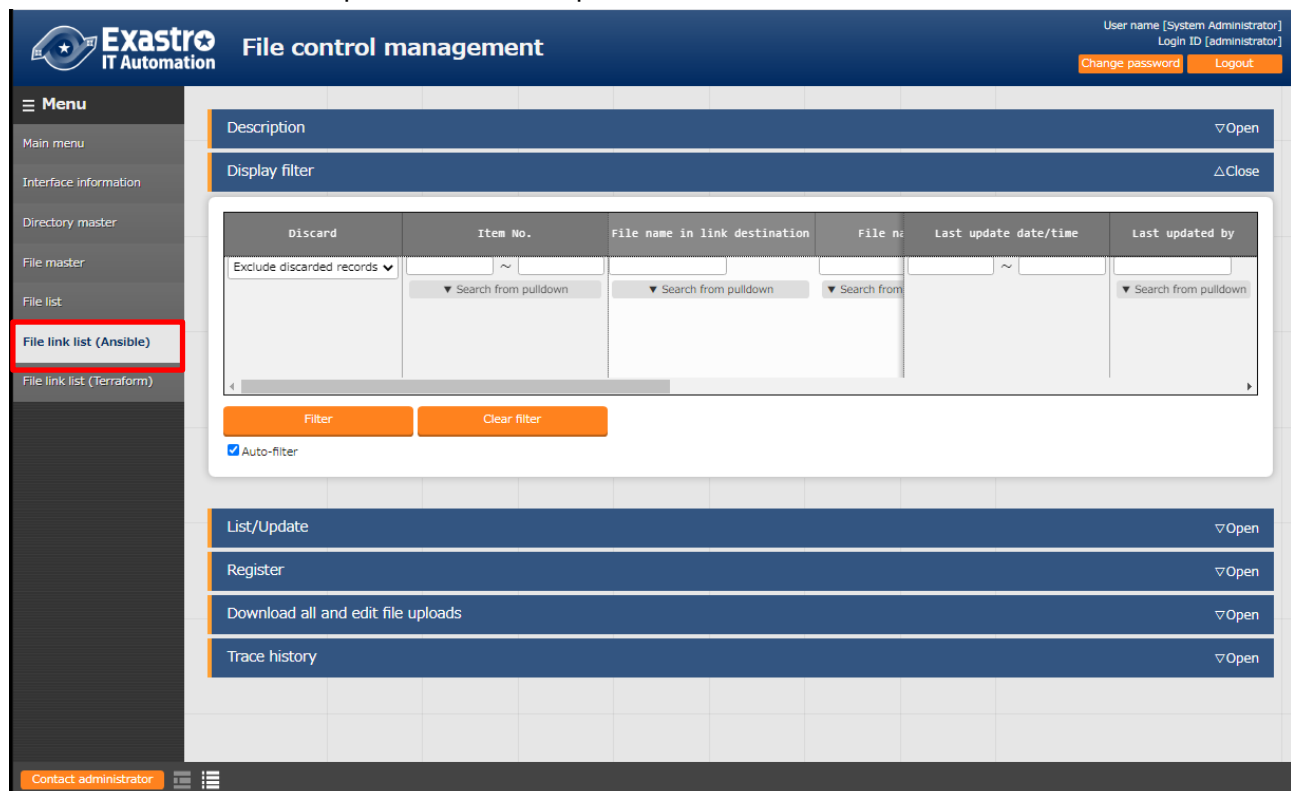 Exastro
IT Automation
File control management
User name [System Administrator]
Login ID [administrator]
Change password
Logout
Menu
Main menu
Interface information
Directory master
File master
File list
File link list (Ansible)
File link list (Terraform)
Description
▽Open
Display filter
△Close
Discard
Item No.
File name in link destination
File na
Last update date/time
Last updated by
Exclude discarded records
~
~
▼ Search from pulldown
▼ Search from pulldown
▼ Search from
▼ Search from pulldown
Filter
Clear filter
Auto-filter
List/Update
▽Open
Register
▽Open
Download all and edit file uploads
▽Open
Trace history
▽Open
Contact administrator